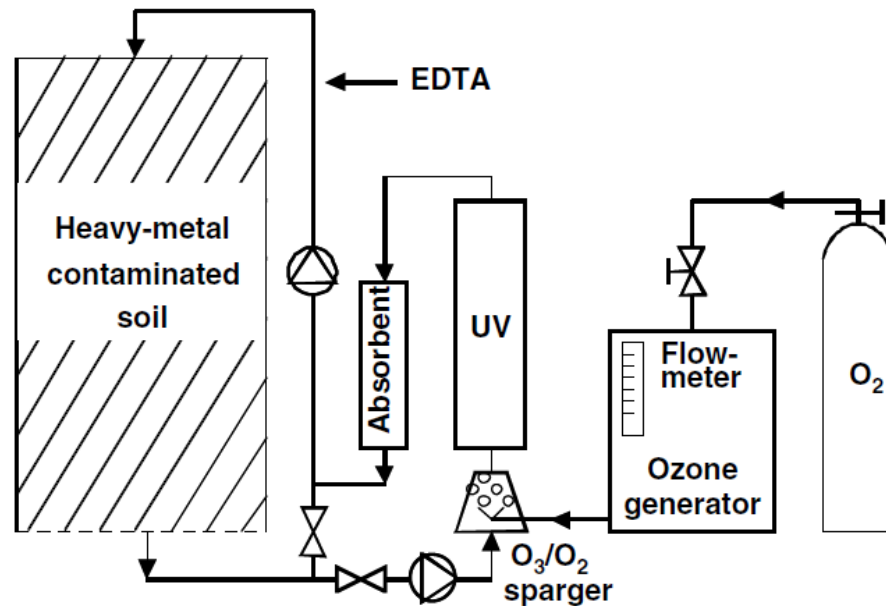 EDTA
Heavy-metal
contaminated
soil
Absorbent
UV
Flow-
meter
Ozone
generator
O₂
O₃/O₂
sparger